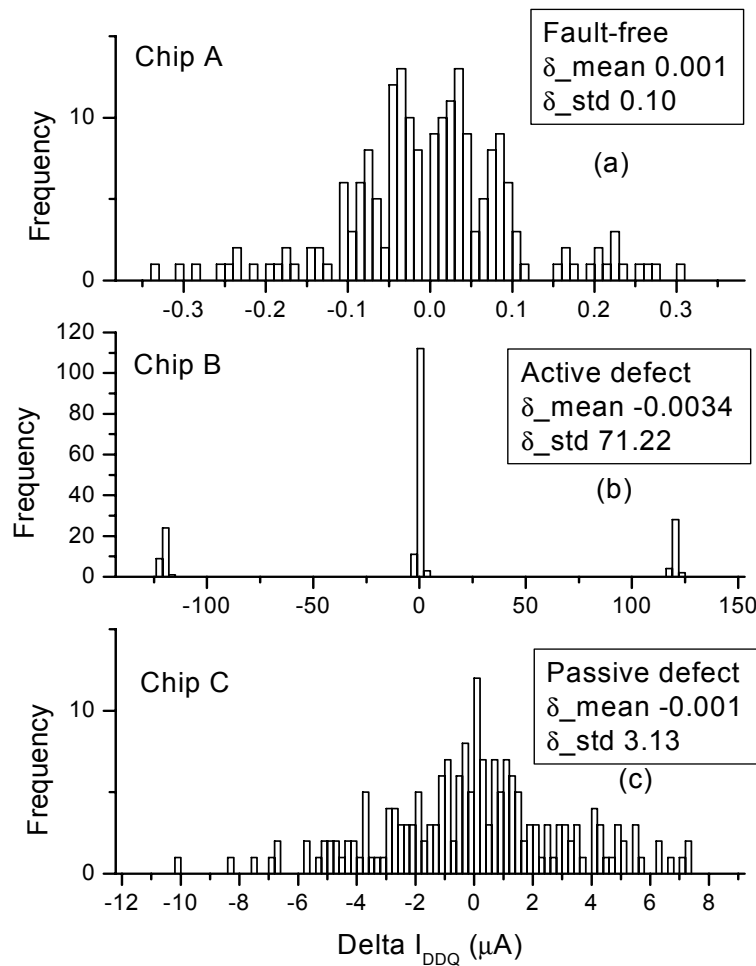 Chip A
Fault-free
δ_mean 0.001
δ_std 0.10
(a)
Frequency
10
0
-0.3 -0.2 -0.1 0.0 0.1 0.2 0.3
Chip B
Active defect
δ_mean -0.0034
δ_std 71.22
(b)
Frequency
120
100
80
60
40
20
0
-100 -50 0 50 100 150
Chip C
Passive defect
δ_mean -0.001
δ_std 3.13
(c)
Frequency
10
0
-12 -10 -8 -6 -4 -2 0 2 4 6 8
Delta I_DDQ (μA)